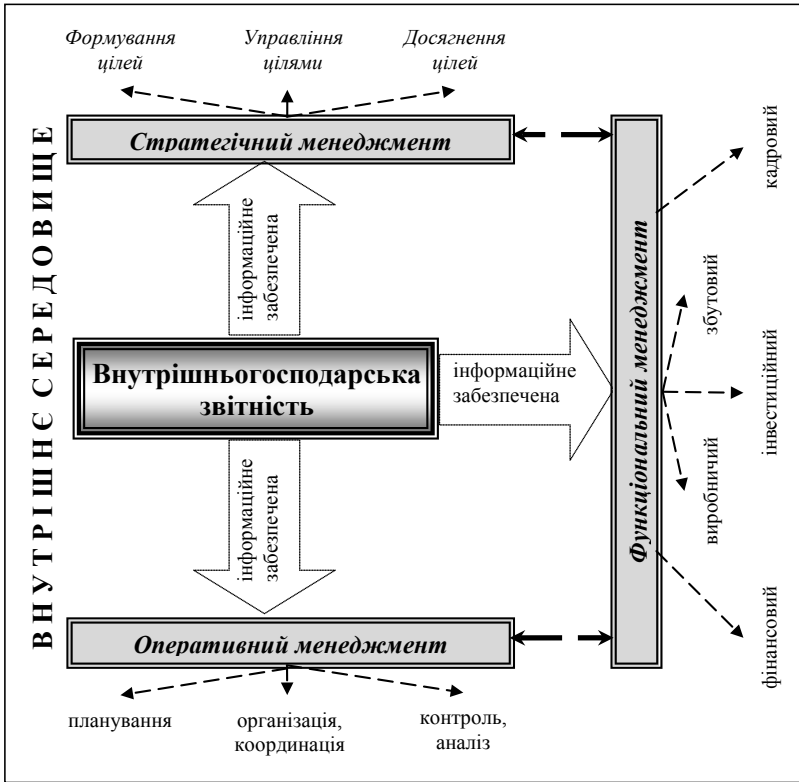 Формування
цілей
Управління
цілями
Досягнення
цілей
ВНУТРІШНЄ СЕРЕДОВИЩЕ
Стратегічний менеджмент
кадровий
інформаційне
забезпечена
збутовий
Внутрішньогосподарська
звітність
інформаційне
забезпечена
Функціональний менеджмент
інвестиційний
інформаційне
забезпечена
виробничий
Оперативний менеджмент
фінансовий
планування
організація,
координація
контроль,
аналіз